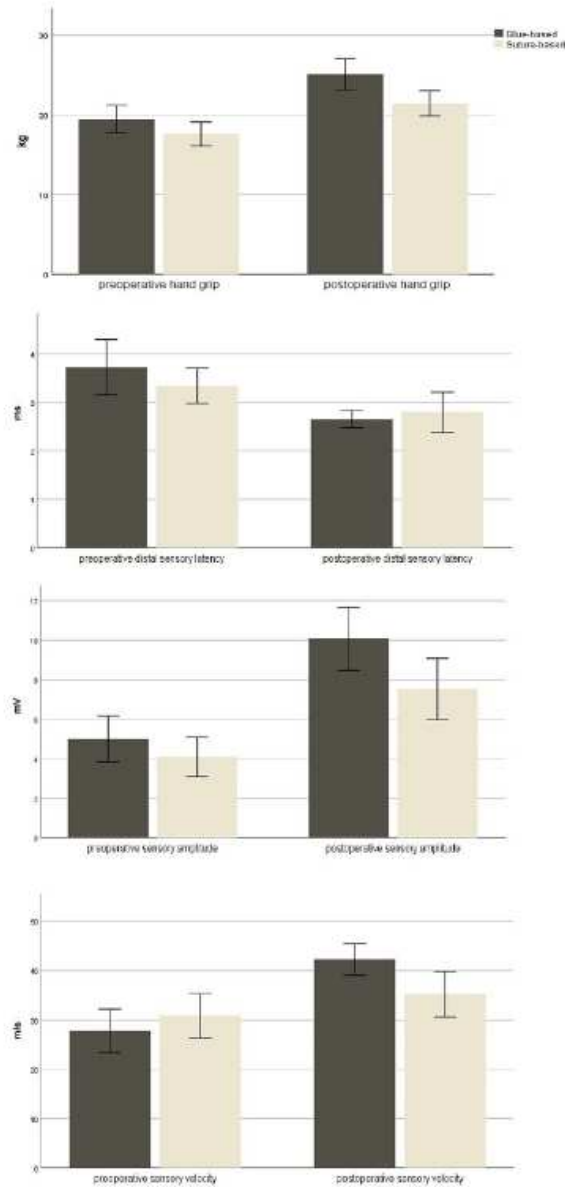 Glue-based
Suture-based
30
20
10
0
kg
preoperative hand grip postoperative hand grip
4
3
2
1
0
ms
preoperative distal sensory latency postoperative distal sensory latency
12
10
8
6
4
2
0
mV
preoperative sensory amplitude postoperative sensory amplitude
50
40
30
20
10
0
m/s
preoperative sensory velocity postoperative sensory velocity